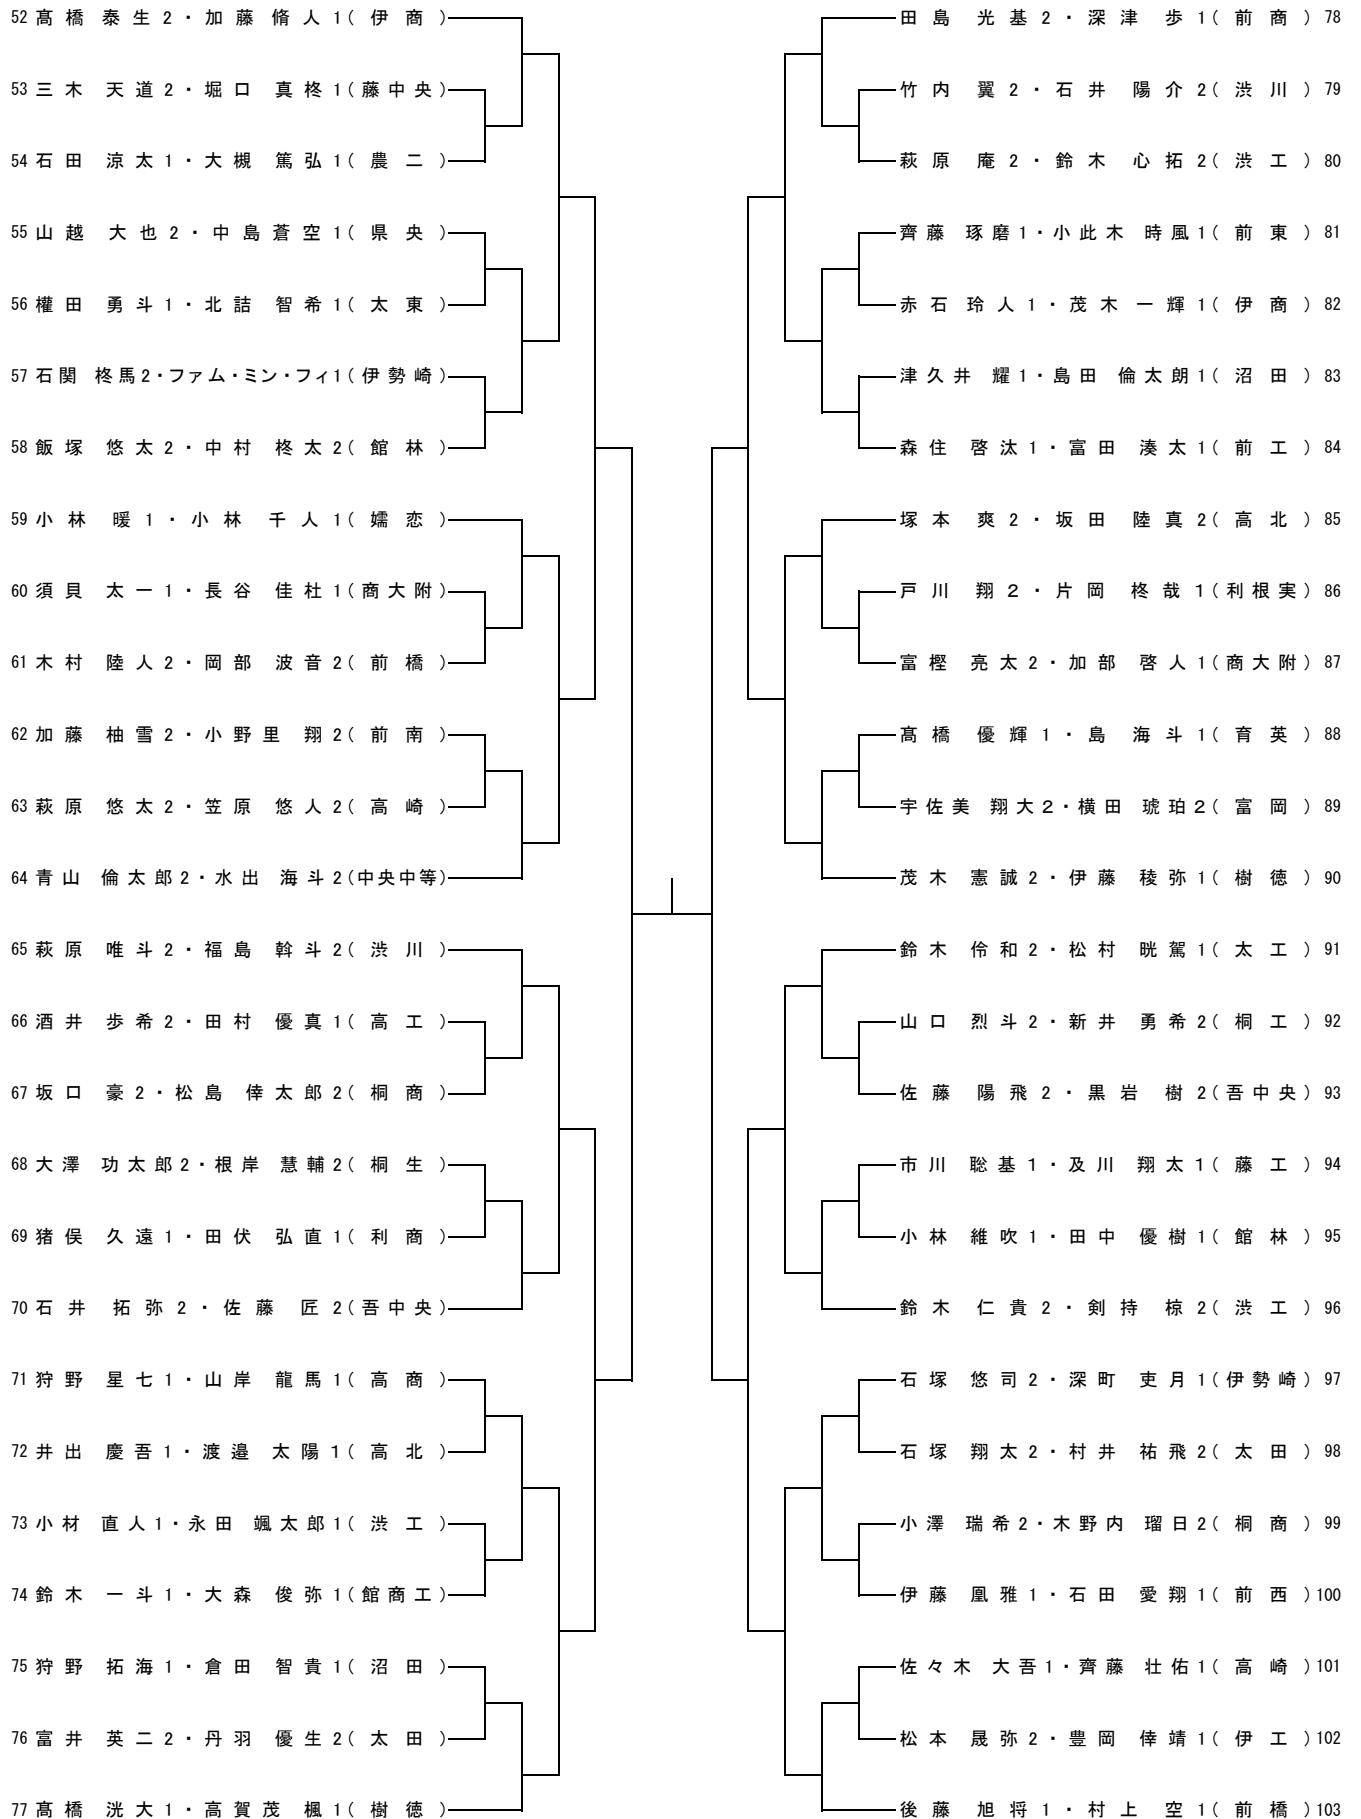 52 髙橋 泰生2・加藤 脩人1(伊商)
53 三木 天道2・堀口 真柊1(藤中央)
54 石田 涼太1・大槻 篤弘1(農二)
55 山越 大也2・中島蒼空1(県央)
56 權田 勇斗1・北詰 智希1(太東)
57 石関 柊馬2・ファム・ミン・フィ1(伊勢崎)
58 飯塚 悠太2・中村 柊太2(館林)
59 小林 暖1・小林 千人1(嬬恋)
60 須貝 太一1・長谷 佳杜1(商大附)
61 木村 陸人2・岡部 波音2(前橋)
62 加藤 柚雪2・小野里 翔2(前南)
63 萩原 悠太2・笠原 悠人2(高崎)
64 青山 倫太郎2・水出 海斗2(中央中等)
65 萩原 唯斗2・福島 幹斗2(渋川)
66 酒井 歩希2・田村 優真1(高工)
67 坂口 豪2・松島 倖太郎2(桐商)
68 大澤 功太郎2・根岸 慧輔2(桐生)
69 猪俣 久遠1・田伏 弘直1(利商)
70 石井 拓弥2・佐藤 匠2(吾中央)
71 狩野 星七1・山岸 龍馬1(高商)
72 井出 慶吾1・渡邉 太陽1(高北)
73 小材 直人1・永田 颯太郎1(渋工)
74 鈴木 一斗1・大森 俊弥1(館商工)
75 狩野 拓海1・倉田 智貴1(沼田)
76 富井 英二2・丹羽 優生2(太田)
77 髙橋 洸大1・高賀茂 楓1(樹徳)
田島 光基2・深津 歩1(前商) 78
竹内 翼2・石井 陽介2(渋川) 79
萩原 庵2・鈴木 心拓2(渋工) 80
齊藤 琢磨1・小此木 時風1(前東) 81
赤石 玲人1・茂木一輝1(伊商) 82
津久井 耀1・島田 倫太朗1(沼田) 83
森住 啓汰1・富田 湊太1(前工) 84
塚本 爽2・坂田 陸真2(高北) 85
戸川 翔2・片岡 柊哉1(利根実) 86
富樫 亮太2・加部 啓人1(商大附) 87
髙橋 優輝1・島 海斗1(育英) 88
宇佐美 翔大2・横田 琥珀2(富岡) 89
茂木 憲誠2・伊藤 稜弥1(樹徳) 90
鈴木 伶和2・松村 晄駕1(太工) 91
山口 烈斗2・新井 勇希2(桐工) 92
佐藤 陽飛2・黒岩 樹2(吾中央) 93
市川 聡基1・及川 翔太1(藤工) 94
小林 維吹1・田中 優樹1(館林) 95
鈴木 仁貴2・剣持 椋2(渋工) 96
石塚 悠司2・深町 吏月1(伊勢崎) 97
石塚 翔太2・村井 祐飛2(太田) 98
小澤 瑞希2・木野内 瑠日2(桐商) 99
伊藤 凰雅1・石田 愛翔1(前西) 100
佐々木 大吾1・齊藤 壮佑1(高崎) 101
松本 晟弥2・豊岡 倖靖1(伊工) 102
後藤 旭将1・村上 空1(前橋) 103